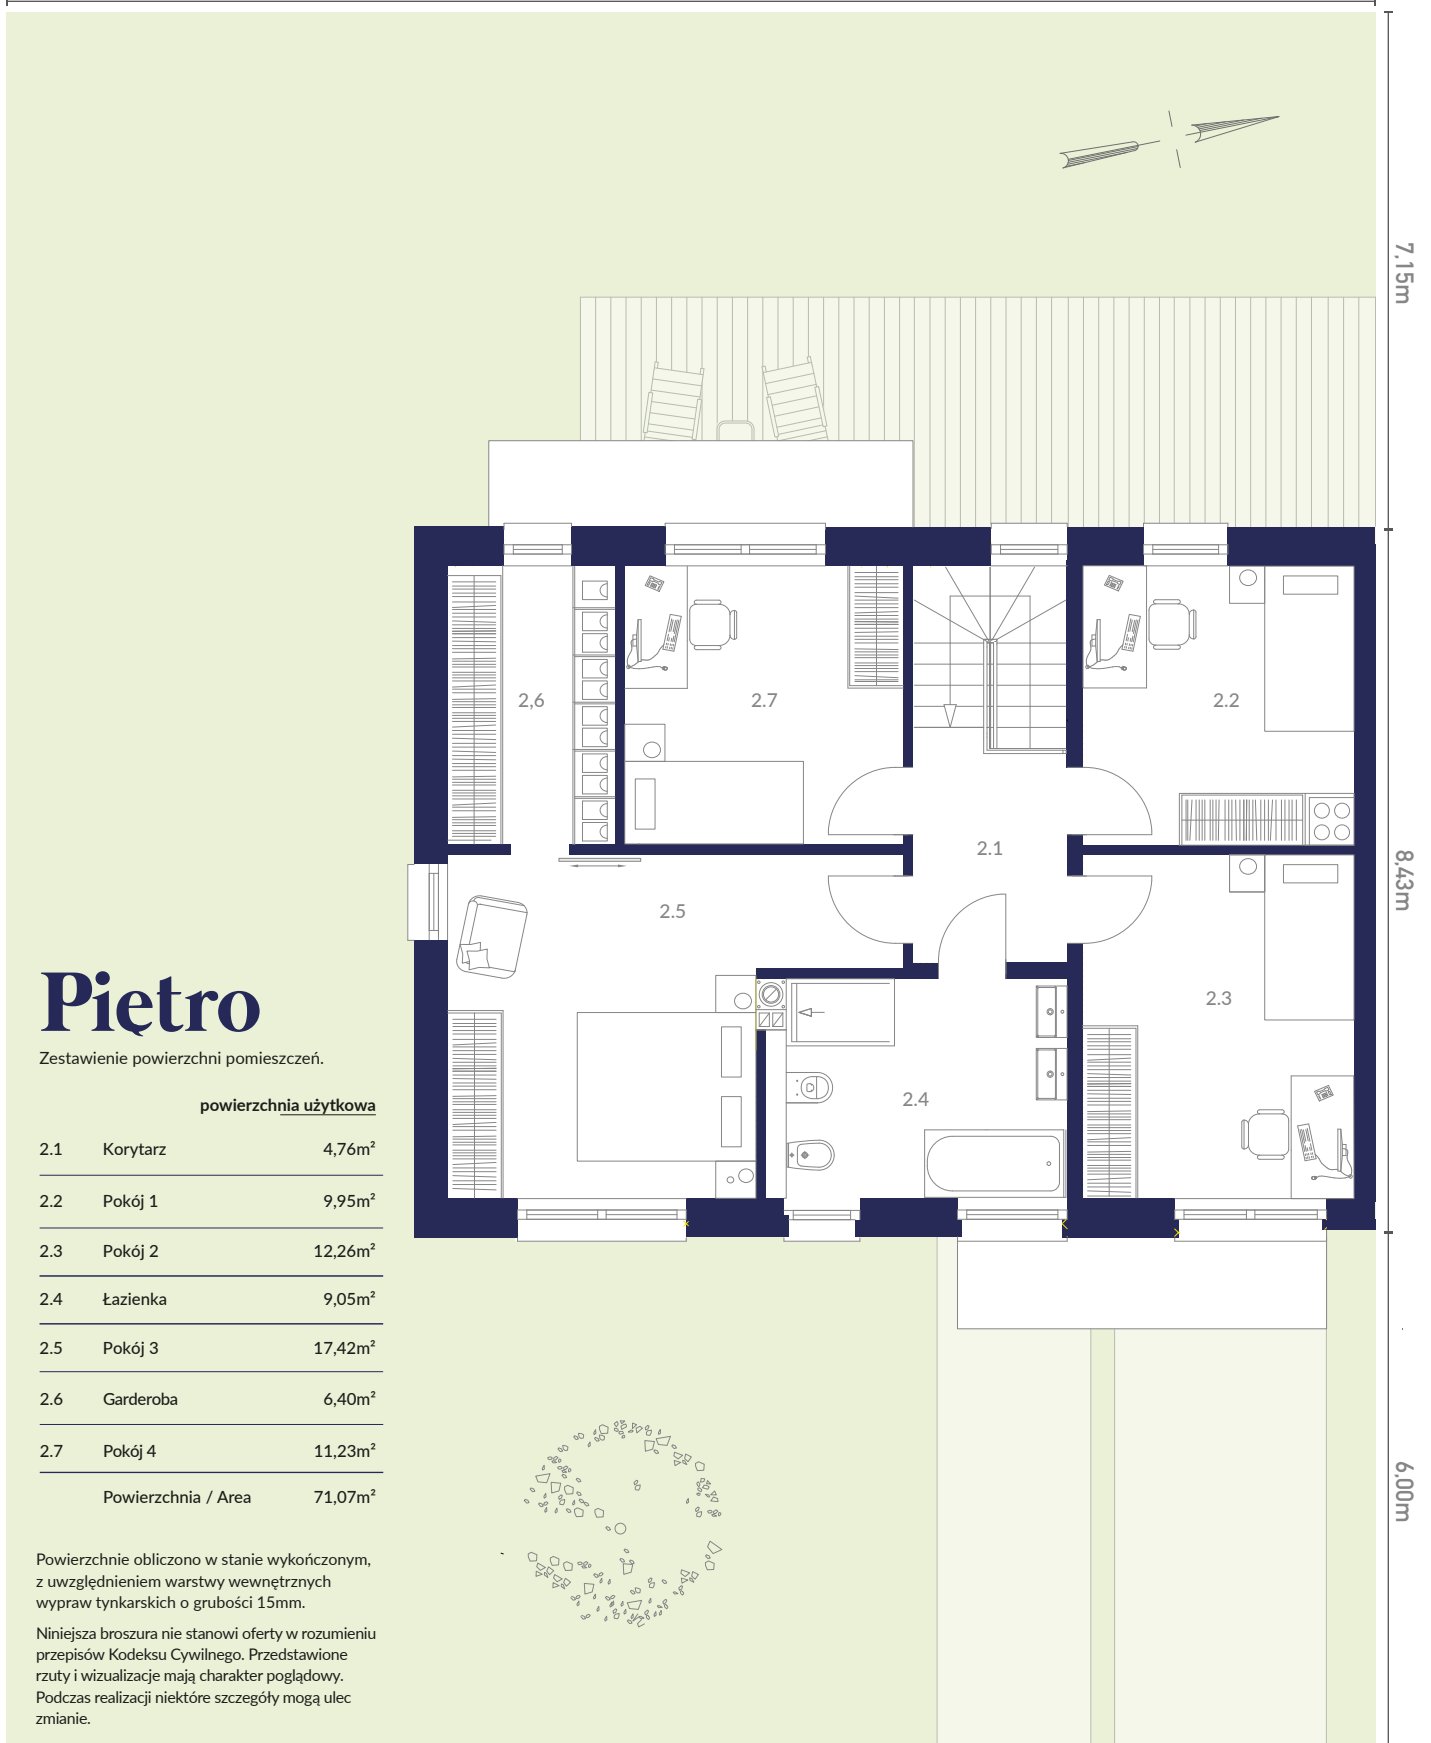 7,15m
2,6
2.7
2.2
2.1
8,43m
2.5
2.3
2.4
6,00m
Piętro
Zestawienie powierzchni pomieszczeń.
powierzchnia użytkowa
2.1 Korytarz 4,76m²
2.2 Pokój 1 9,95m²
2.3 Pokój 2 12,26m²
2.4 Łazienka 9,05m²
2.5 Pokój 3 17,42m²
2.6 Garderoba 6,40m²
2.7 Pokój 4 11,23m²
Powierzchnia / Area 71,07m²
Powierzchnie obliczono w stanie wykończonym,
z uwzględnieniem warstwy wewnętrznych
wypraw tynkarskich o grubości 15mm.
Niniejsza broszura nie stanowi oferty w rozumieniu
przepisów Kodeksu Cywilnego. Przedstawione
rzuty i wizualizacje mają charakter poglądowy.
Podczas realizacji niektóre szczegóły mogą ulec
zmianie.